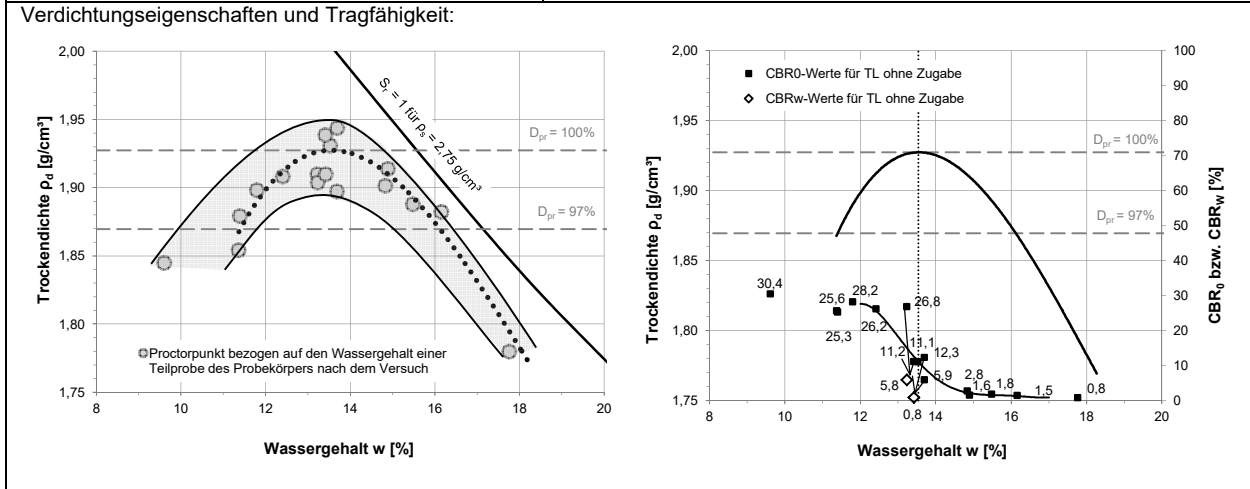 Verdichtungseigenschaften und Tragfähigkeit:
2,00
1,95
1,90
1,85
1,80
1,75
Trockendichte ρd [g/cm³]
Sr = 1 für ρs = 2,75 g/cm³
Dpr = 100%
Dpr = 97%
Proctorpunkt bezogen auf den Wassergehalt einer
Teilprobe des Probekörpers nach dem Versuch
8 10 12 14 16 18 20
Wassergehalt w [%]
2,00
1,95
1,90
1,85
1,80
1,75
Trockendichte ρd [g/cm³]
CBR0-Werte für TL ohne Zugabe
CBRw-Werte für TL ohne Zugabe
Dpr = 100%
Dpr = 97%
30,4
25,6
28,2
26,8
25,3
26,2
11,2
11,1
12,3
5,8
5,9
2,8
1,6
1,8
1,5
0,8
0,8
100
90
80
70
60
50
40
30
20
10
0
CBR0 bzw. CBRW [%]
8 10 12 14 16 18 20
Wassergehalt w [%]